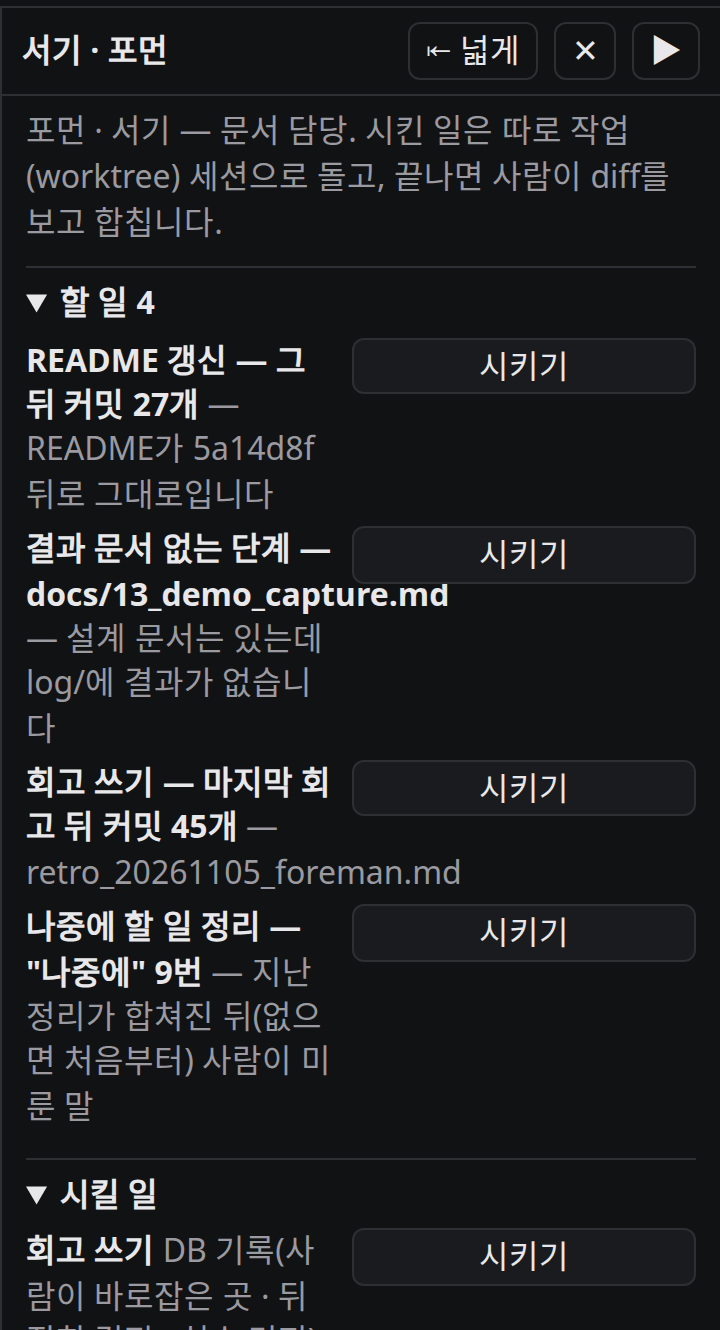 서기 · 포먼
⇤ 넓게
✕
▶
포먼 · 서기 — 문서 담당. 시킨 일은 따로 작업
(worktree) 세션으로 돌고, 끝나면 사람이 diff를
보고 합칩니다.
▼ 할 일 4
README 갱신 — 그
뒤 커밋 27개 —
README가 5a14d8f
뒤로 그대로입니다
시키기
결과 문서 없는 단계 —
docs/13_demo_capture.md
— 설계 문서는 있는데
log/에 결과가 없습니
다
시키기
회고 쓰기 — 마지막 회
고 뒤 커밋 45개 —
retro_20261105_foreman.md
시키기
나중에 할 일 정리 —
"나중에" 9번 — 지난
정리가 합쳐진 뒤(없으
면 처음부터) 사람이 미
룬 말
시키기
▼ 시킬 일
회고 쓰기 DB 기록(사
람이 바로잡은 곳 · 뒤
시키기